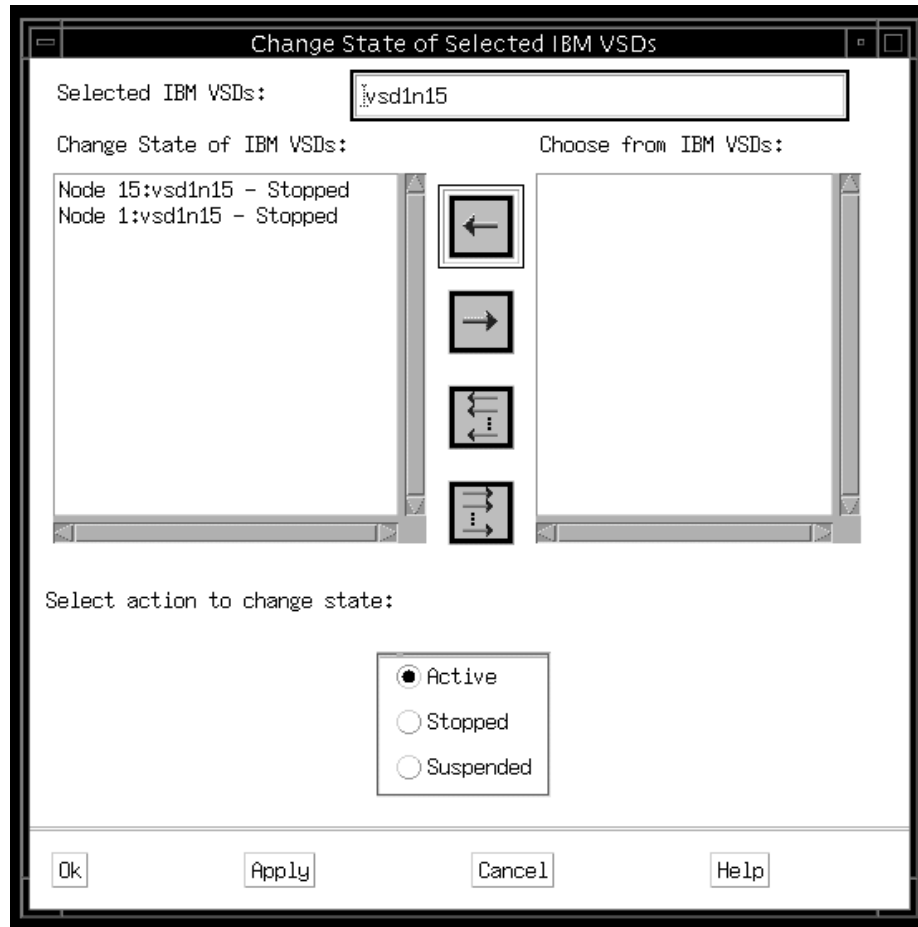 Change State of Selected IBM VSDs
Selected IBM VSDs: vsd1n15
Change State of IBM VSDs: Choose from IBM VSDs:
Node 15:vsd1n15 - Stopped
Node 1:vsd1n15 - Stopped
Select action to change state:
Active
Stopped
Suspended
Ok Apply Cancel Help